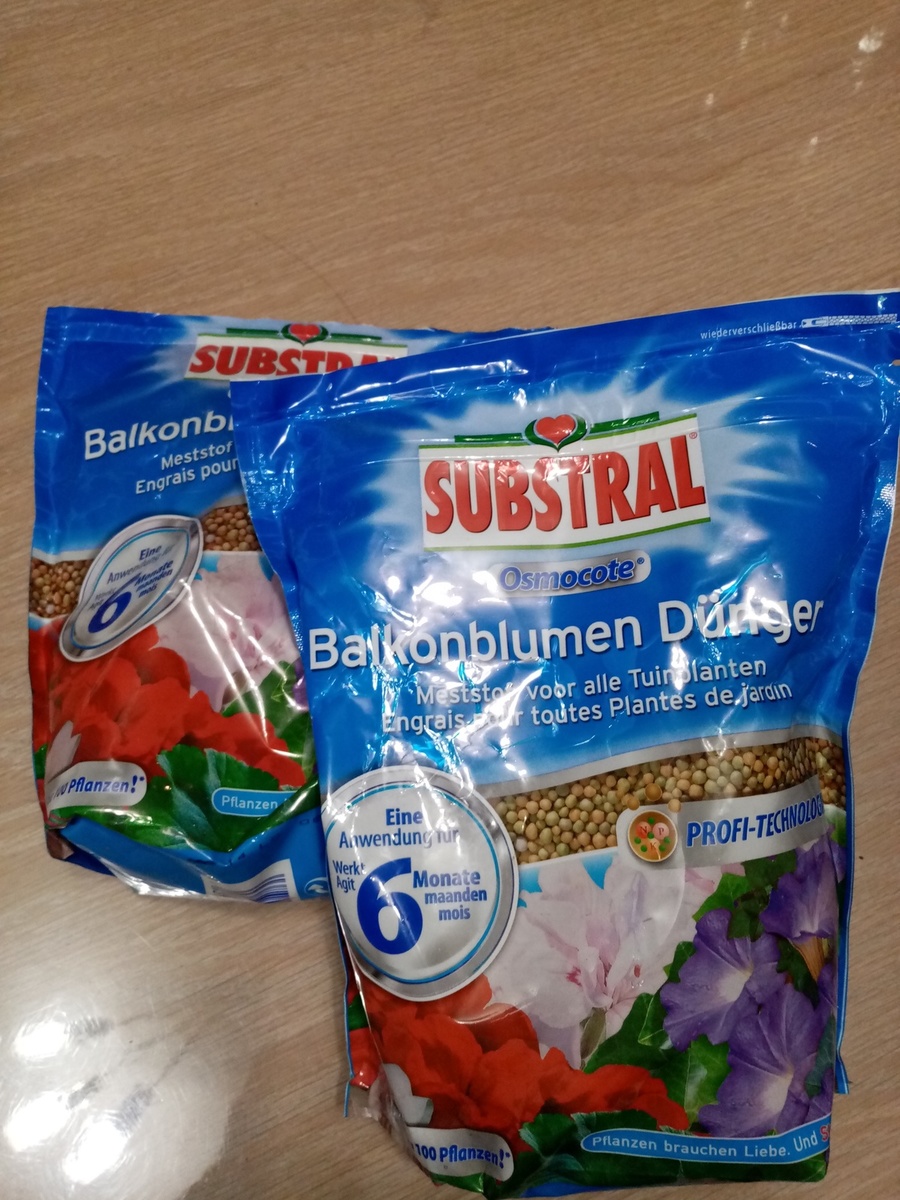 SUBSTRAL
Balkonbl
Meststof
Engrais pour
Eine
Anwendung
6
Monate
maanden
mois
Pflanzen!*
Pflanzen
wiederverschließbar
SUBSTRAL®
Osmocote®
Balkonblumen Dünger
Meststof voor alle Tuinplanten
Engrais pour toutes Plantes de Jardin
Eine
Anwendung für
Werkt
Agit
6
Monate
maanden
mois
N P K
PROFI-TECHNOLOG
100 Pflanzen!*
Pflanzen brauchen Liebe. Und S